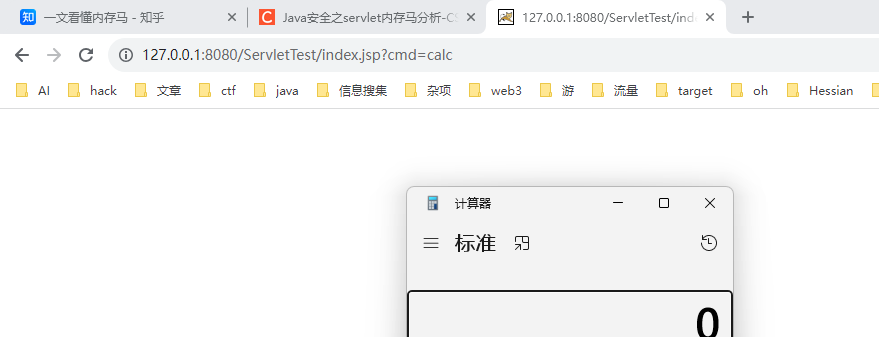 一文看懂内存马 - 知乎
Java安全之servlet内存马分析-CS
127.0.0.1:8080/ServletTest/inde
127.0.0.1:8080/ServletTest/index.jsp?cmd=calc
AI hack 文章 ctf java 信息搜集 杂项 web3 游 流量 target oh Hessian
计算器
标准
0